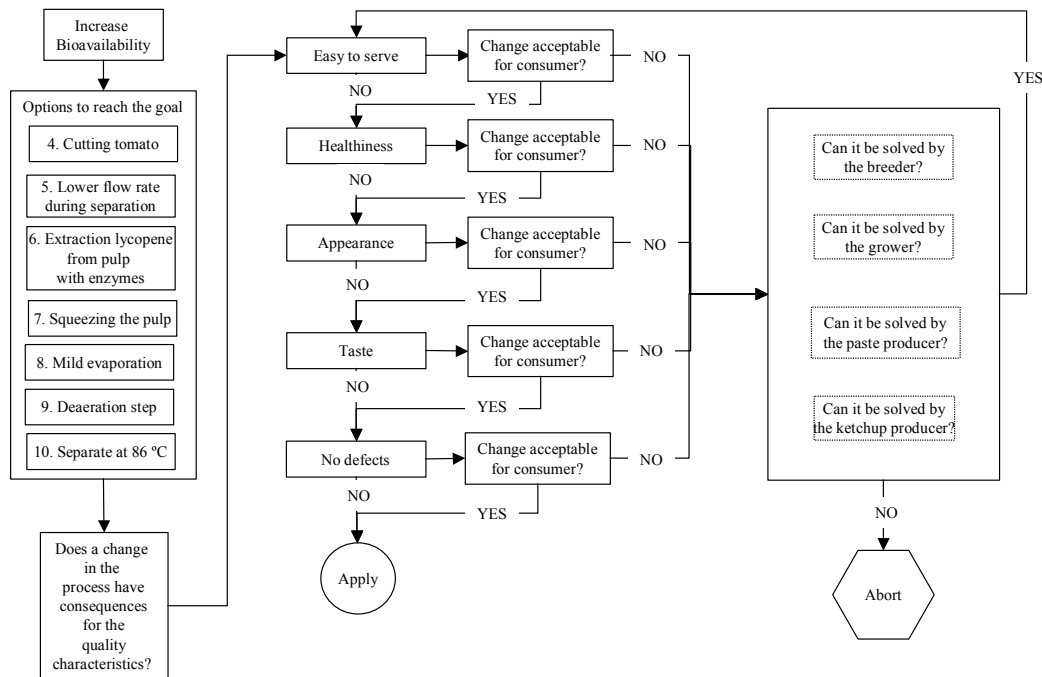 Increase
Bioavailability
Options to reach the goal
4. Cutting tomato
5. Lower flow rate
during separation
6. Extraction lycopene
from pulp
with enzymes
7. Squeezing the pulp
8. Mild evaporation
9. Deaeration step
10. Separate at 86 ºC
Does a change
in the
process have
consequences
for the
quality
characteristics?
Easy to serve
Change acceptable
for consumer?
NO
NO
YES
Healthiness
Change acceptable
for consumer?
NO
NO
YES
Appearance
Change acceptable
for consumer?
NO
NO
YES
Taste
Change acceptable
for consumer?
NO
NO
YES
No defects
Change acceptable
for consumer?
NO
NO
YES
Apply
Can it be solved by
the breeder?
Can it be solved by
the grower?
Can it be solved by
the paste producer?
Can it be solved by
the ketchup producer?
YES
NO
Abort